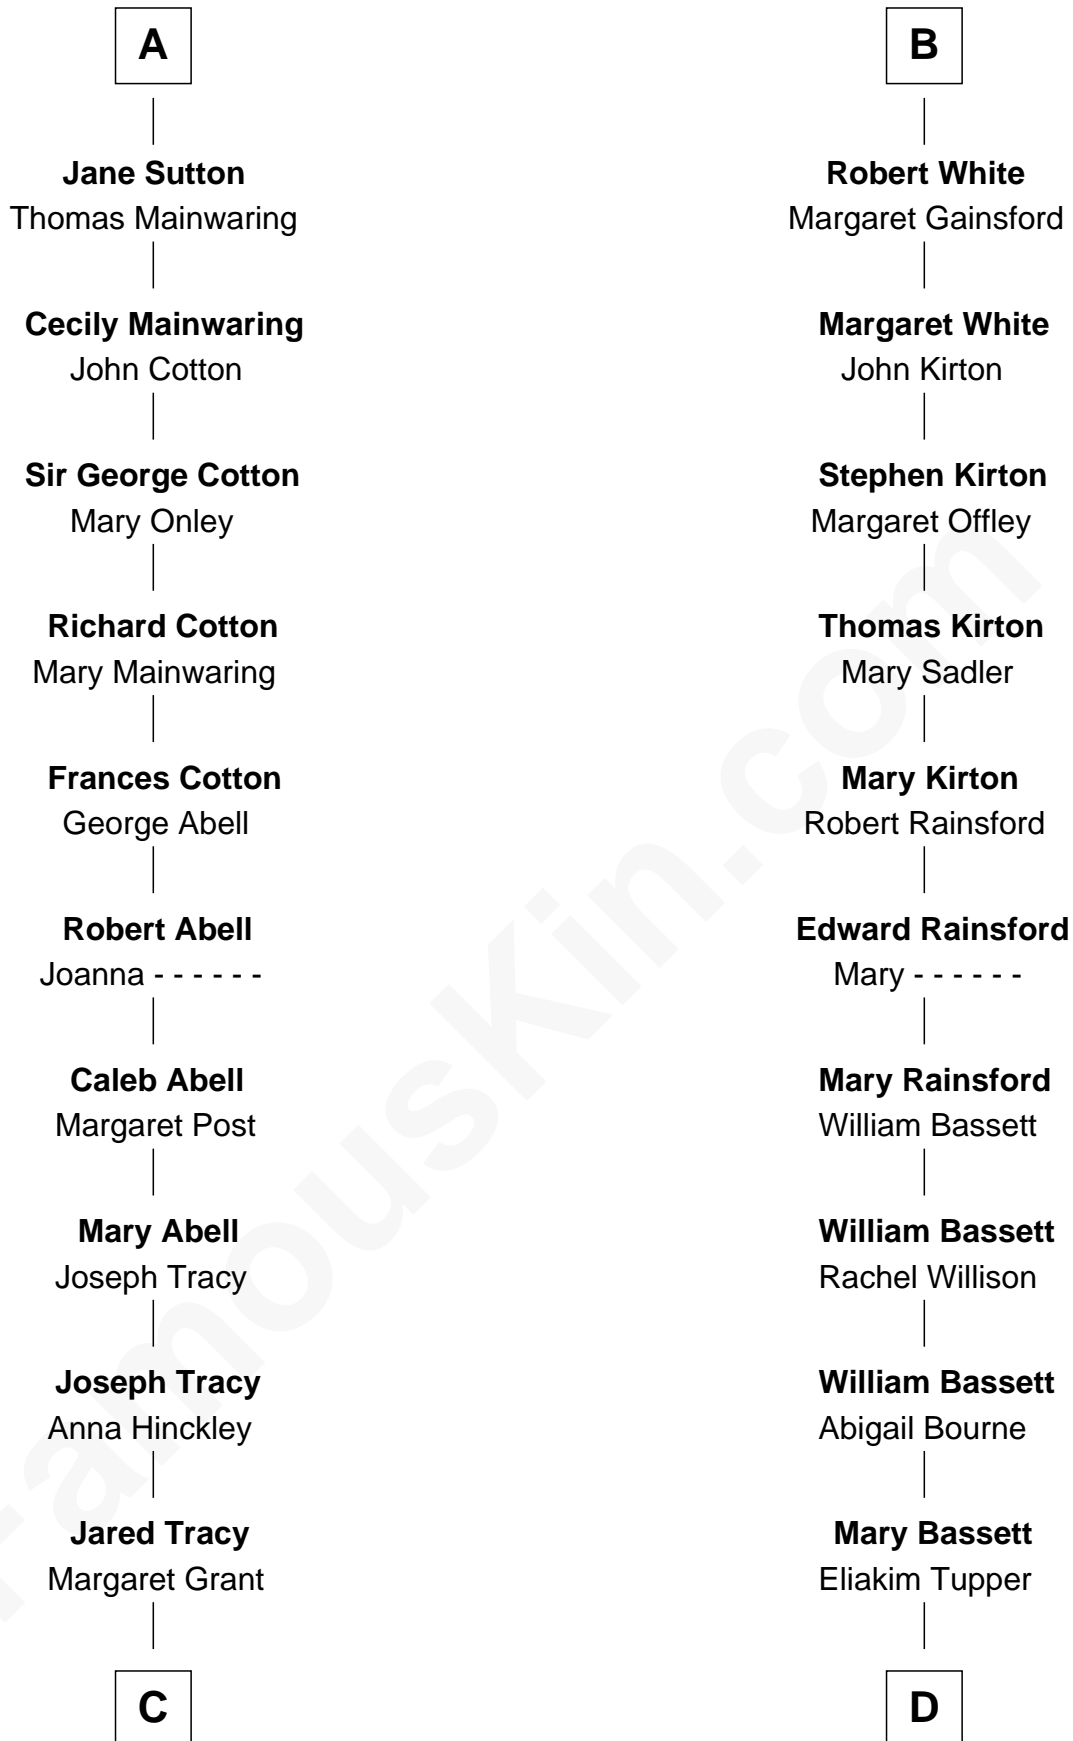 A
Jane Sutton
Thomas Mainwaring
Cecily Mainwaring
John Cotton
Sir George Cotton
Mary Onley
Richard Cotton
Mary Mainwaring
Frances Cotton
George Abell
Robert Abell
Joanna - - - - - -
Caleb Abell
Margaret Post
Mary Abell
Joseph Tracy
Joseph Tracy
Anna Hinckley
Jared Tracy
Margaret Grant
C
B
Robert White
Margaret Gainsford
Margaret White
John Kirton
Stephen Kirton
Margaret Offley
Thomas Kirton
Mary Sadler
Mary Kirton
Robert Rainsford
Edward Rainsford
Mary - - - - - -
Mary Rainsford
William Bassett
William Bassett
Rachel Willison
William Bassett
Abigail Bourne
Mary Bassett
Eliakim Tupper
D
FamousKin.com